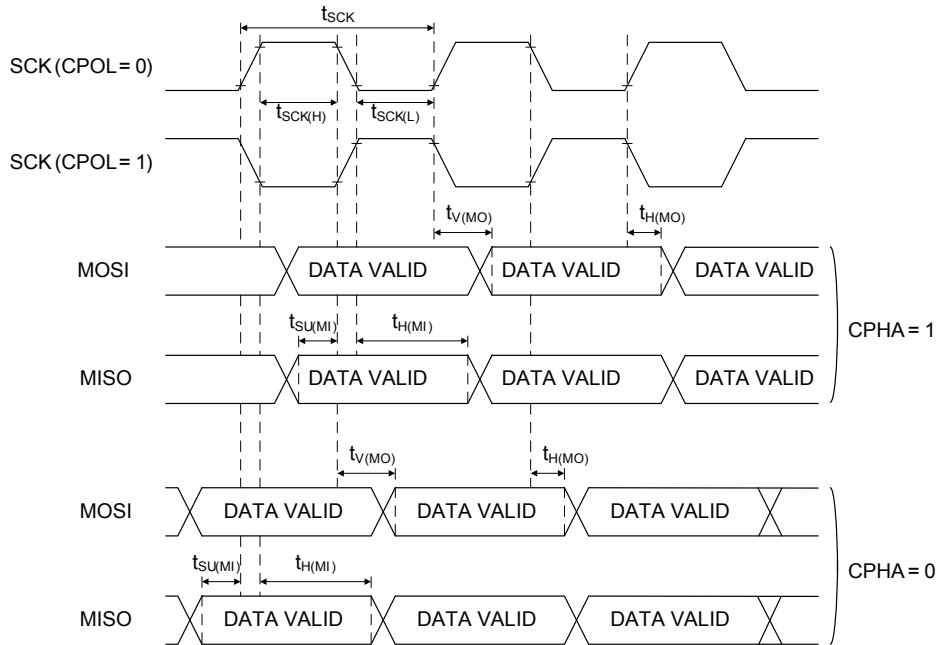 tSCK
SCK (CPOL = 0)
tSCK(H)
tSCK(L)
SCK (CPOL = 1)
tV(MO)
tH(MO)
MOSI
DATA VALID
DATA VALID
DATA VALID
tSU(MI)
tH(MI)
CPHA = 1
MISO
DATA VALID
DATA VALID
DATA VALID
tV(MO)
tH(MO)
MOSI
DATA VALID
DATA VALID
DATA VALID
tSU(MI)
tH(MI)
CPHA = 0
MISO
DATA VALID
DATA VALID
DATA VALID